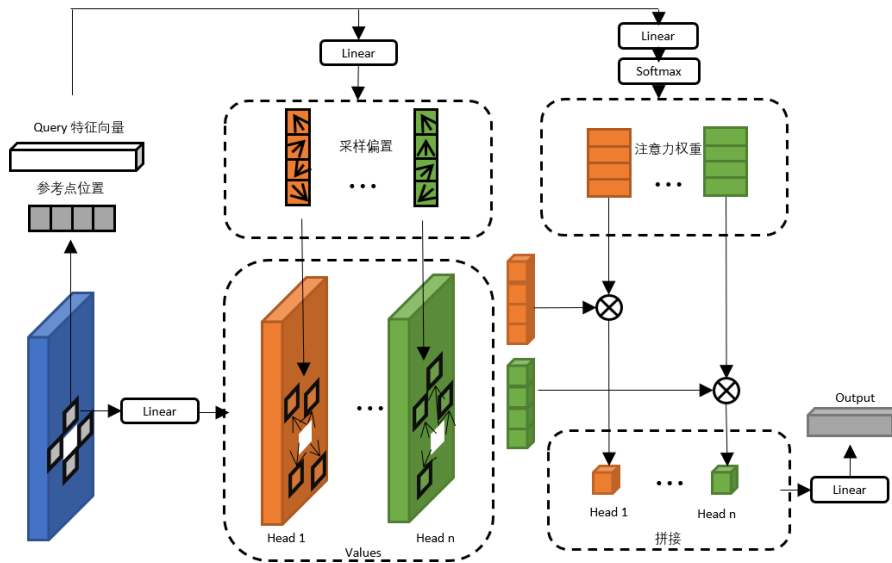 Linear
Linear
Softmax
Query 特征向量
采样偏置
注意力权重
参考点位置
...
...
Linear
...
Output
...
Linear
Head 1
Head n
Head 1
Head n
Values
拼接